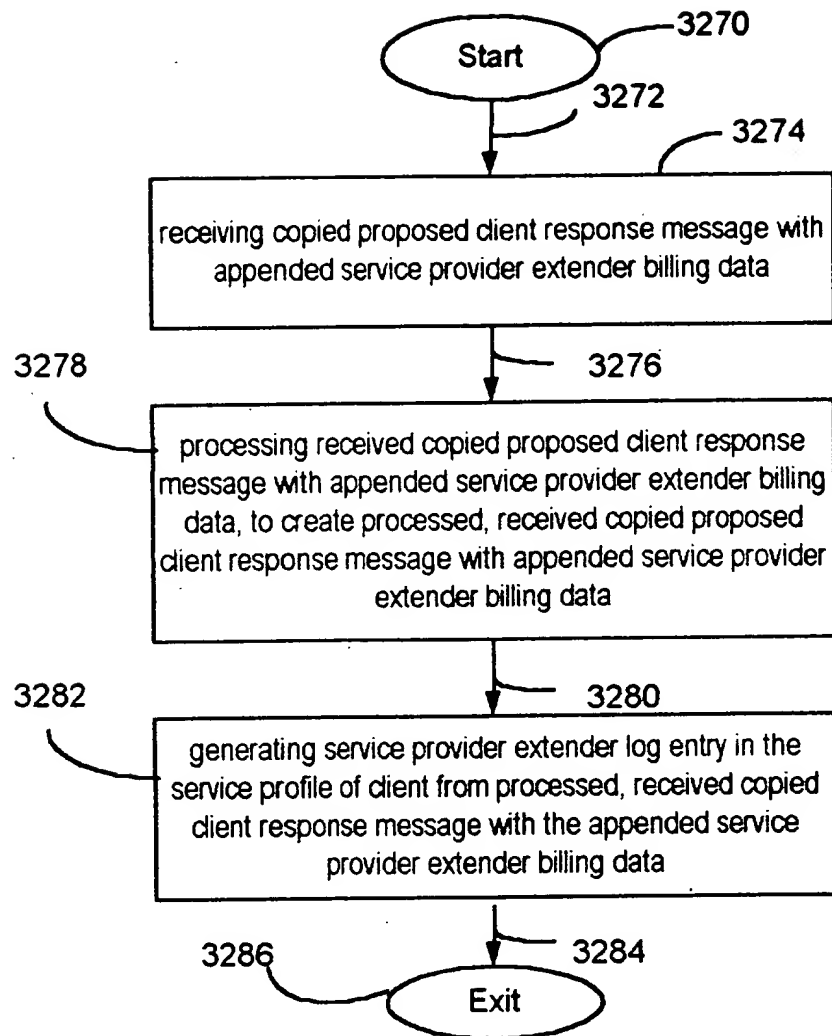 Start
3270
3272
3274
receiving copied proposed client response message with
appended service provider extender billing data
3278
3276
processing received copied proposed client response
message with appended service provider extender billing
data, to create processed, received copied proposed
client response message with appended service provider
extender billing data
3282
3280
generating service provider extender log entry in the
service profile of client from processed, received copied
client response message with the appended service
provider extender billing data
3286
3284
Exit